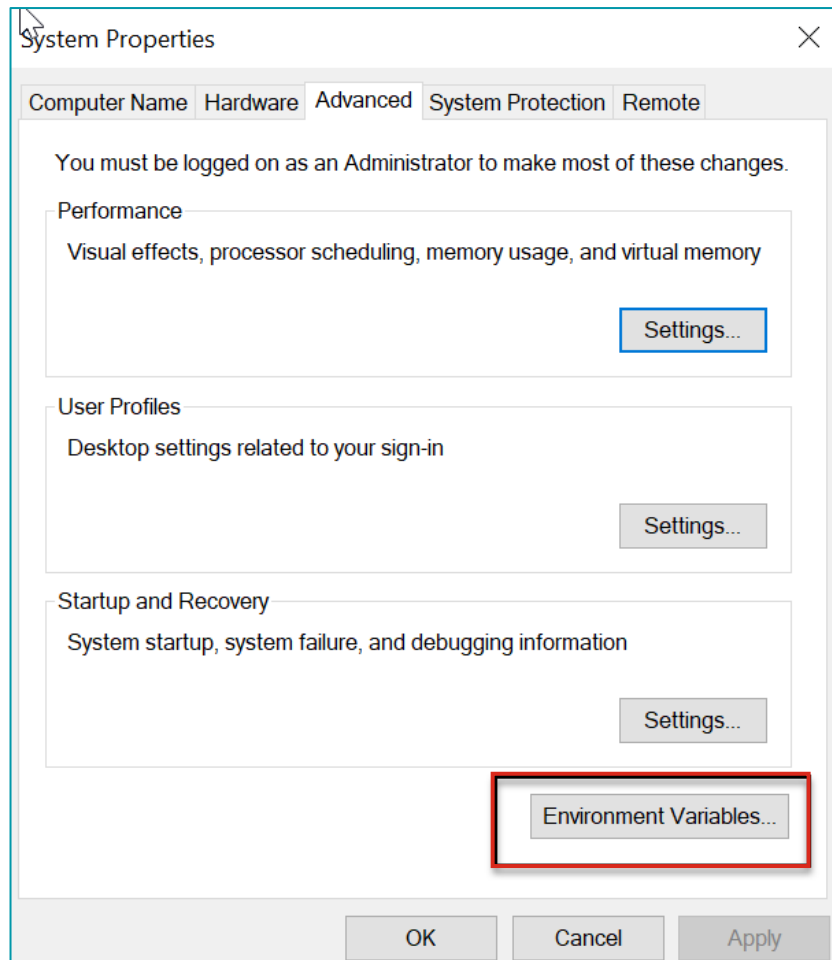 System Properties
Computer Name Hardware Advanced System Protection Remote
You must be logged on as an Administrator to make most of these changes.
Performance
Visual effects, processor scheduling, memory usage, and virtual memory
Settings...
User Profiles
Desktop settings related to your sign-in
Settings...
Startup and Recovery
System startup, system failure, and debugging information
Settings...
Environment Variables...
OK Cancel Apply